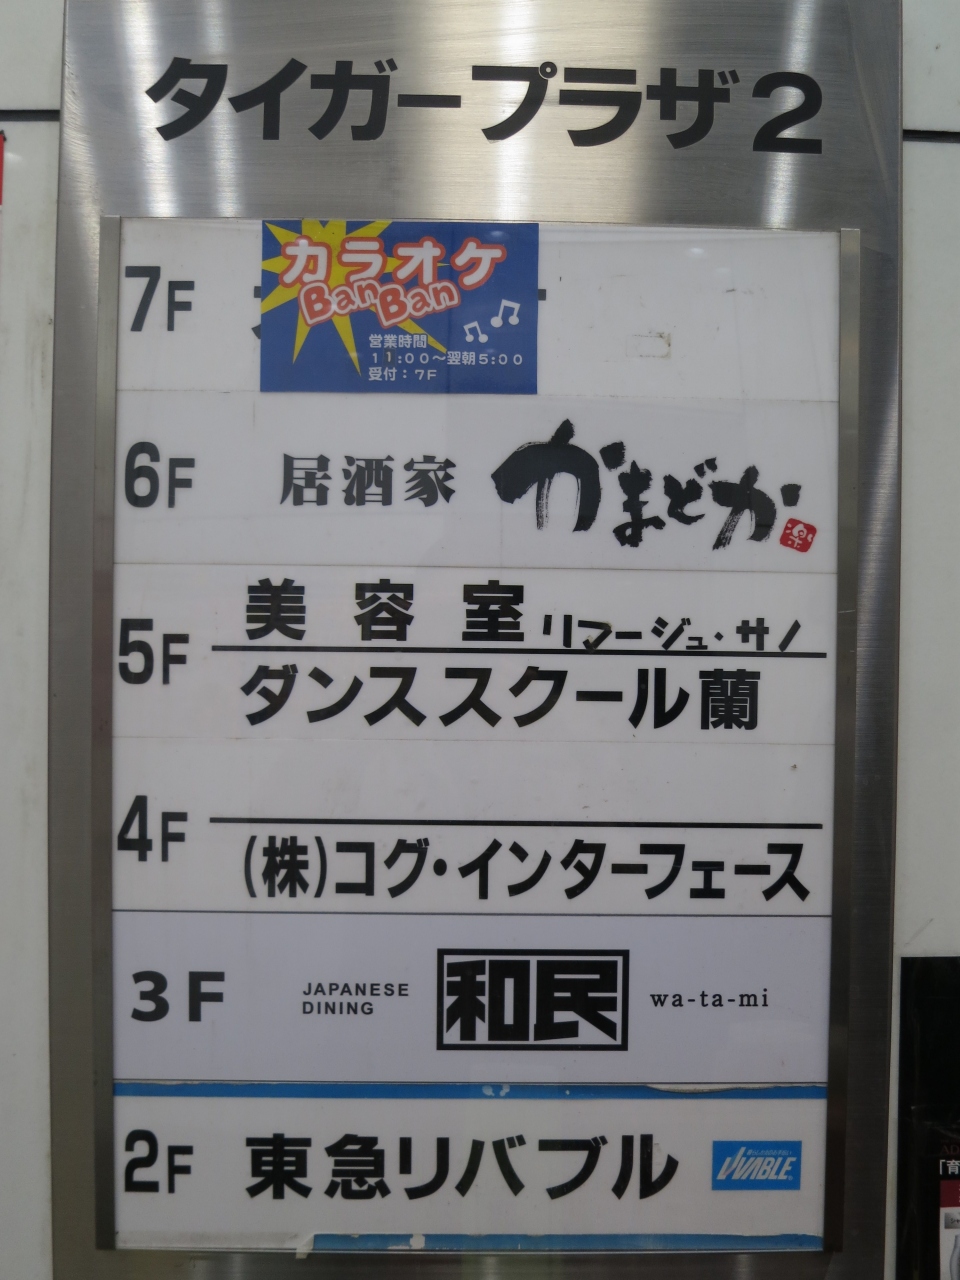 タイガープラザ2
7F
カラオケ
BanBan
営業時間
11:00〜翌朝5:00
受付：7F
6F 居酒家 かまどか 楽
5F 美容室 リマージュ・サノ
ダンススクール蘭
4F
(株)コグ・インターフェース
3F JAPANESE DINING 和民 wa-ta-mi
2F 東急リバブル LIVABLE
「育